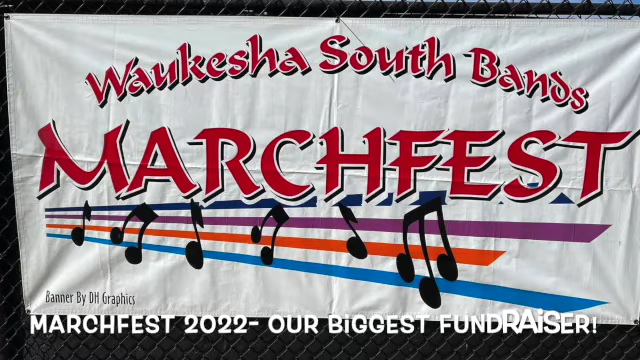 Waukesha South Bands
MARCHFEST
Banner By DH Graphics
MARCHFEST 2022- OUR BiGGEST FUNDRAiSER!